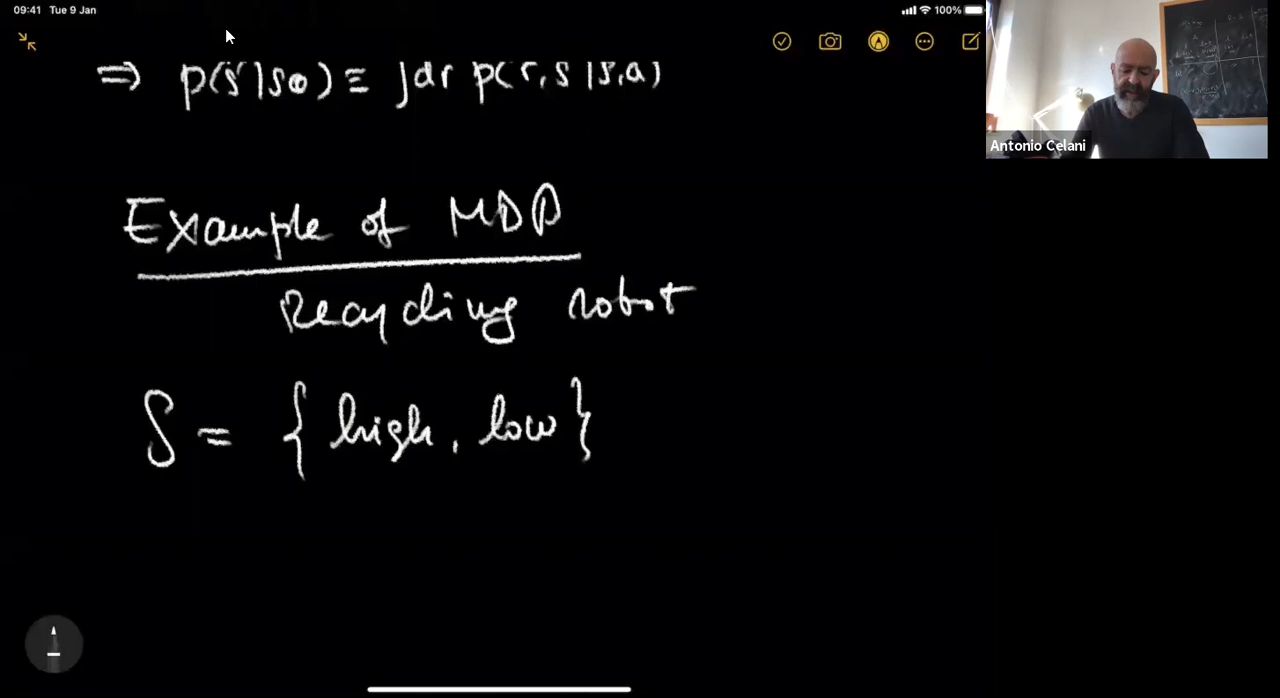 09:41 Tue 9 Jan
100%
⇒ p(s'|sa) ≡ ∫dr p(r,s'|s,a)
Antonio Celani
Example of MDP
Recycling robot
S = { high, low }